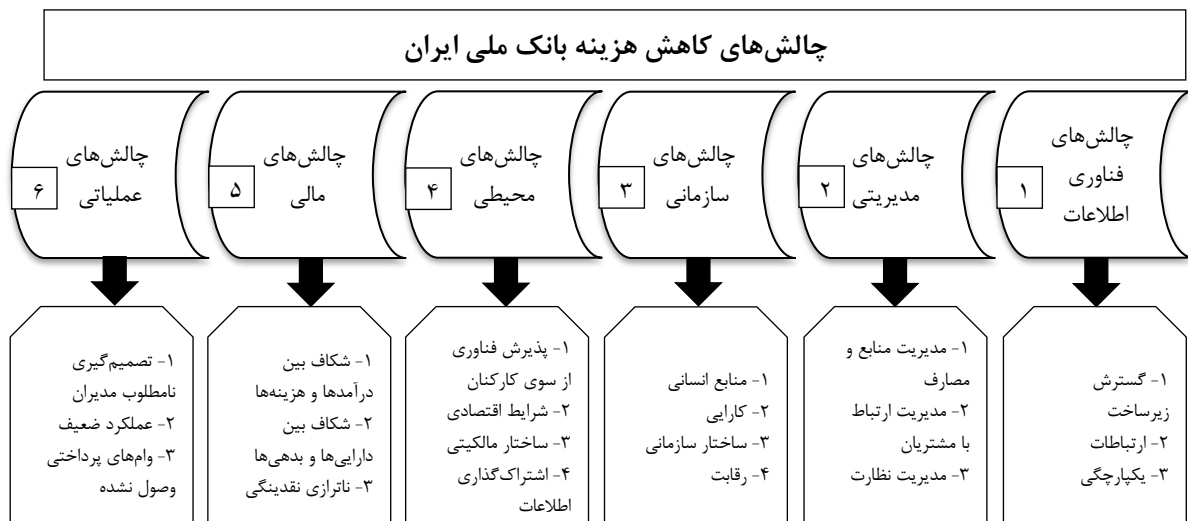 چالش‌های کاهش هزینه بانک ملی ایران
چالش‌های
فناوری
اطلاعات
۱
چالش‌های
مدیریتی
۲
چالش‌های
سازمانی
۳
چالش‌های
محیطی
۴
چالش‌های
مالی
۵
چالش‌های
عملیاتی
۶
۱- گسترش
زیرساخت
۲- ارتباطات
۳- یکپارچگی
۱- مدیریت منابع و
مصارف
۲- مدیریت ارتباط
با مشتریان
۳- مدیریت نظارت
۱- منابع انسانی
۲- کارایی
۳- ساختار سازمانی
۴- رقابت
۱- پذیرش فناوری
از سوی کارکنان
۲- شرایط اقتصادی
۳- ساختار مالکیتی
۴- اشتراک‌گذاری
اطلاعات
۱- شکاف بین
درآمدها و هزینه‌ها
۲- شکاف بین
دارایی‌ها و بدهی‌ها
۳- ناترازی نقدینگی
۱- تصمیم‌گیری
نامطلوب مدیران
۲- عملکرد ضعیف
۳- وام‌های پرداختی
وصول نشده